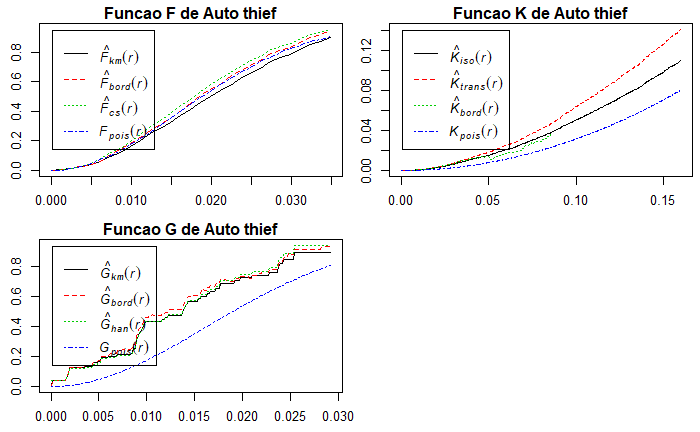 Funcao F de Auto thief
F̂km(r)
F̂bord(r)
F̂cs(r)
Fpois(r)
0.0 0.2 0.4 0.6 0.8
0.000 0.010 0.020 0.030
Funcao K de Auto thief
K̂iso(r)
K̂trans(r)
K̂bord(r)
Kpois(r)
0.00 0.04 0.08 0.12
0.00 0.05 0.10 0.15
Funcao G de Auto thief
Ĝkm(r)
Ĝbord(r)
Ĝhan(r)
Gpois(r)
0.0 0.2 0.4 0.6 0.8
0.000 0.005 0.010 0.015 0.020 0.025 0.030